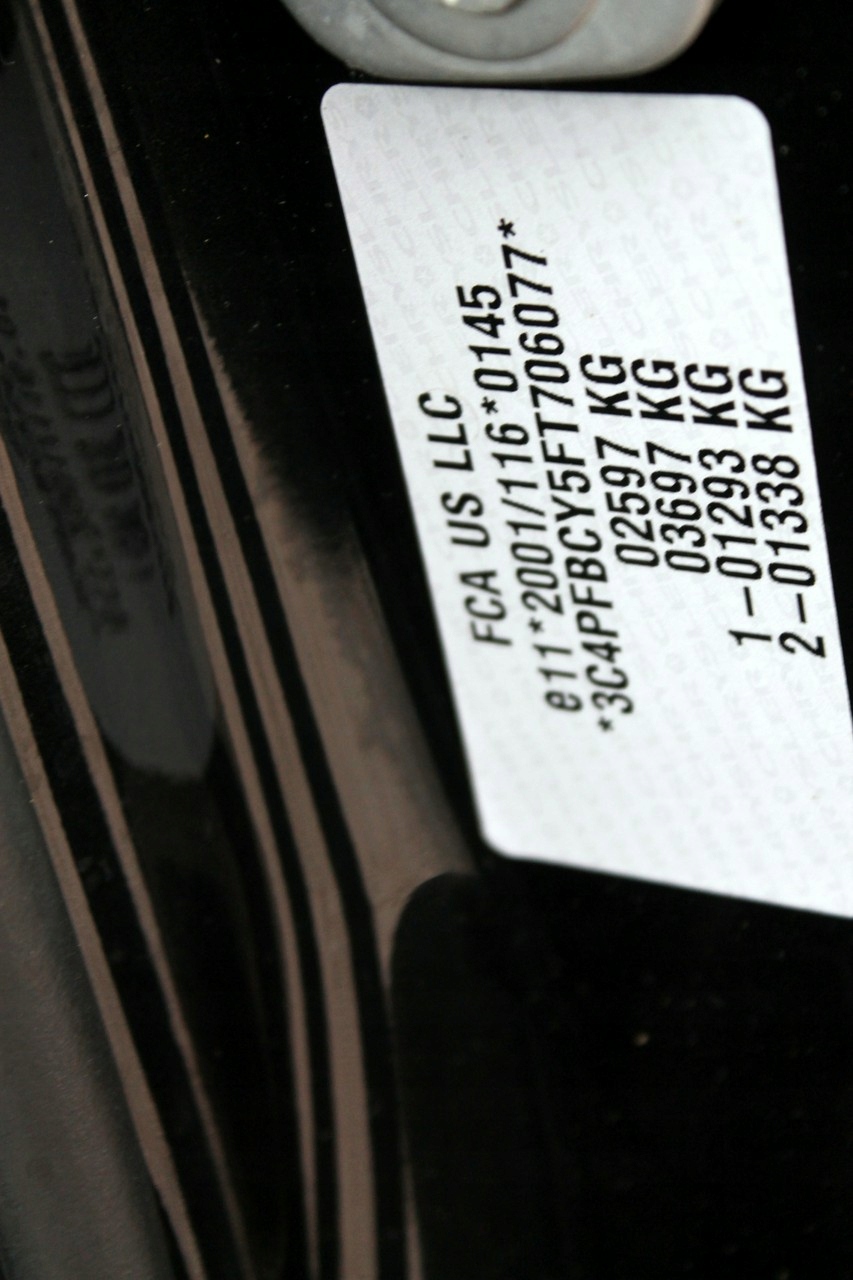 FCA US LLC
e11*2001/116*0145
*3C4PFBCY5FT706077*
02597 KG
03697 KG
1-01293 KG
2-01338 KG